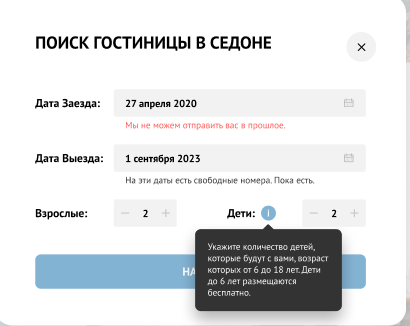 ПОИСК ГОСТИНИЦЫ В СЕДОНЕ
Дата Заезда: 27 апреля 2020
Мы не можем отправить вас в прошлое.
Дата Выезда: 1 сентября 2023
На эти даты есть свободные номера. Пока есть.
Взрослые: − 2 + Дети: i − 2 +
Укажите количество детей,
которые будут с вами, возраст
которых от 6 до 18 лет. Дети
до 6 лет размещаются
бесплатно.